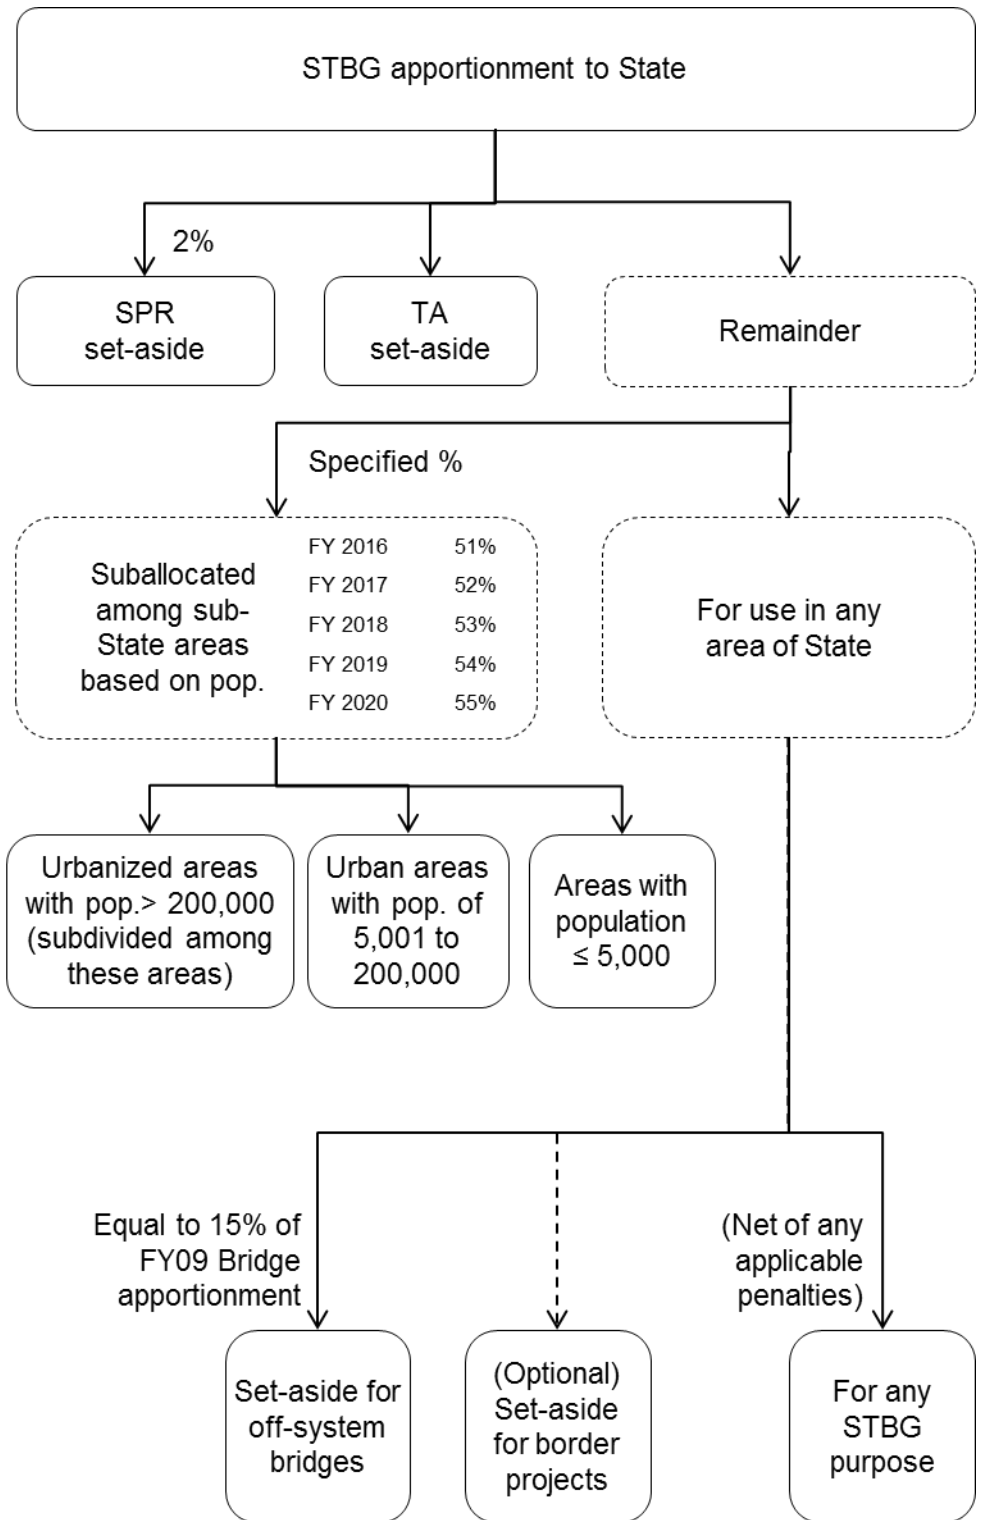 STBG apportionment to State
2%
SPR
set-aside
TA
set-aside
Remainder
Specified %
Suballocated
among sub-
State areas
based on pop.
FY 2016 51%
FY 2017 52%
FY 2018 53%
FY 2019 54%
FY 2020 55%
For use in any
area of State
Urbanized areas
with pop.> 200,000
(subdivided among
these areas)
Urban areas
with pop. of
5,001 to
200,000
Areas with
population
≤ 5,000
Equal to 15% of
FY09 Bridge
apportionment
(Net of any
applicable
penalties)
Set-aside for
off-system
bridges
(Optional)
Set-aside
for border
projects
For any
STBG
purpose